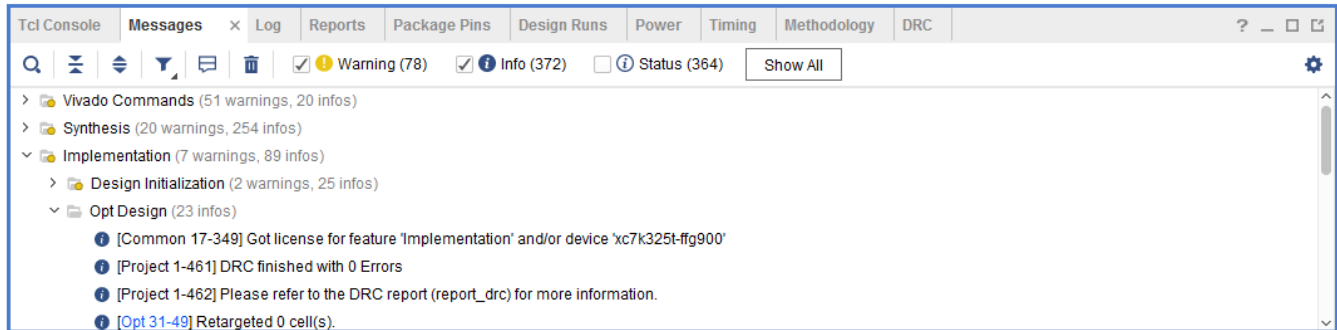 Tcl Console Messages × Log Reports Package Pins Design Runs Power Timing Methodology DRC ?
Warning (78) Info (372) Status (364) Show All
Vivado Commands (51 warnings, 20 infos)
Synthesis (20 warnings, 254 infos)
Implementation (7 warnings, 89 infos)
Design Initialization (2 warnings, 25 infos)
Opt Design (23 infos)
[Common 17-349] Got license for feature 'Implementation' and/or device 'xc7k325t-ffg900'
[Project 1-461] DRC finished with 0 Errors
[Project 1-462] Please refer to the DRC report (report_drc) for more information.
[Opt 31-49] Retargeted 0 cell(s).